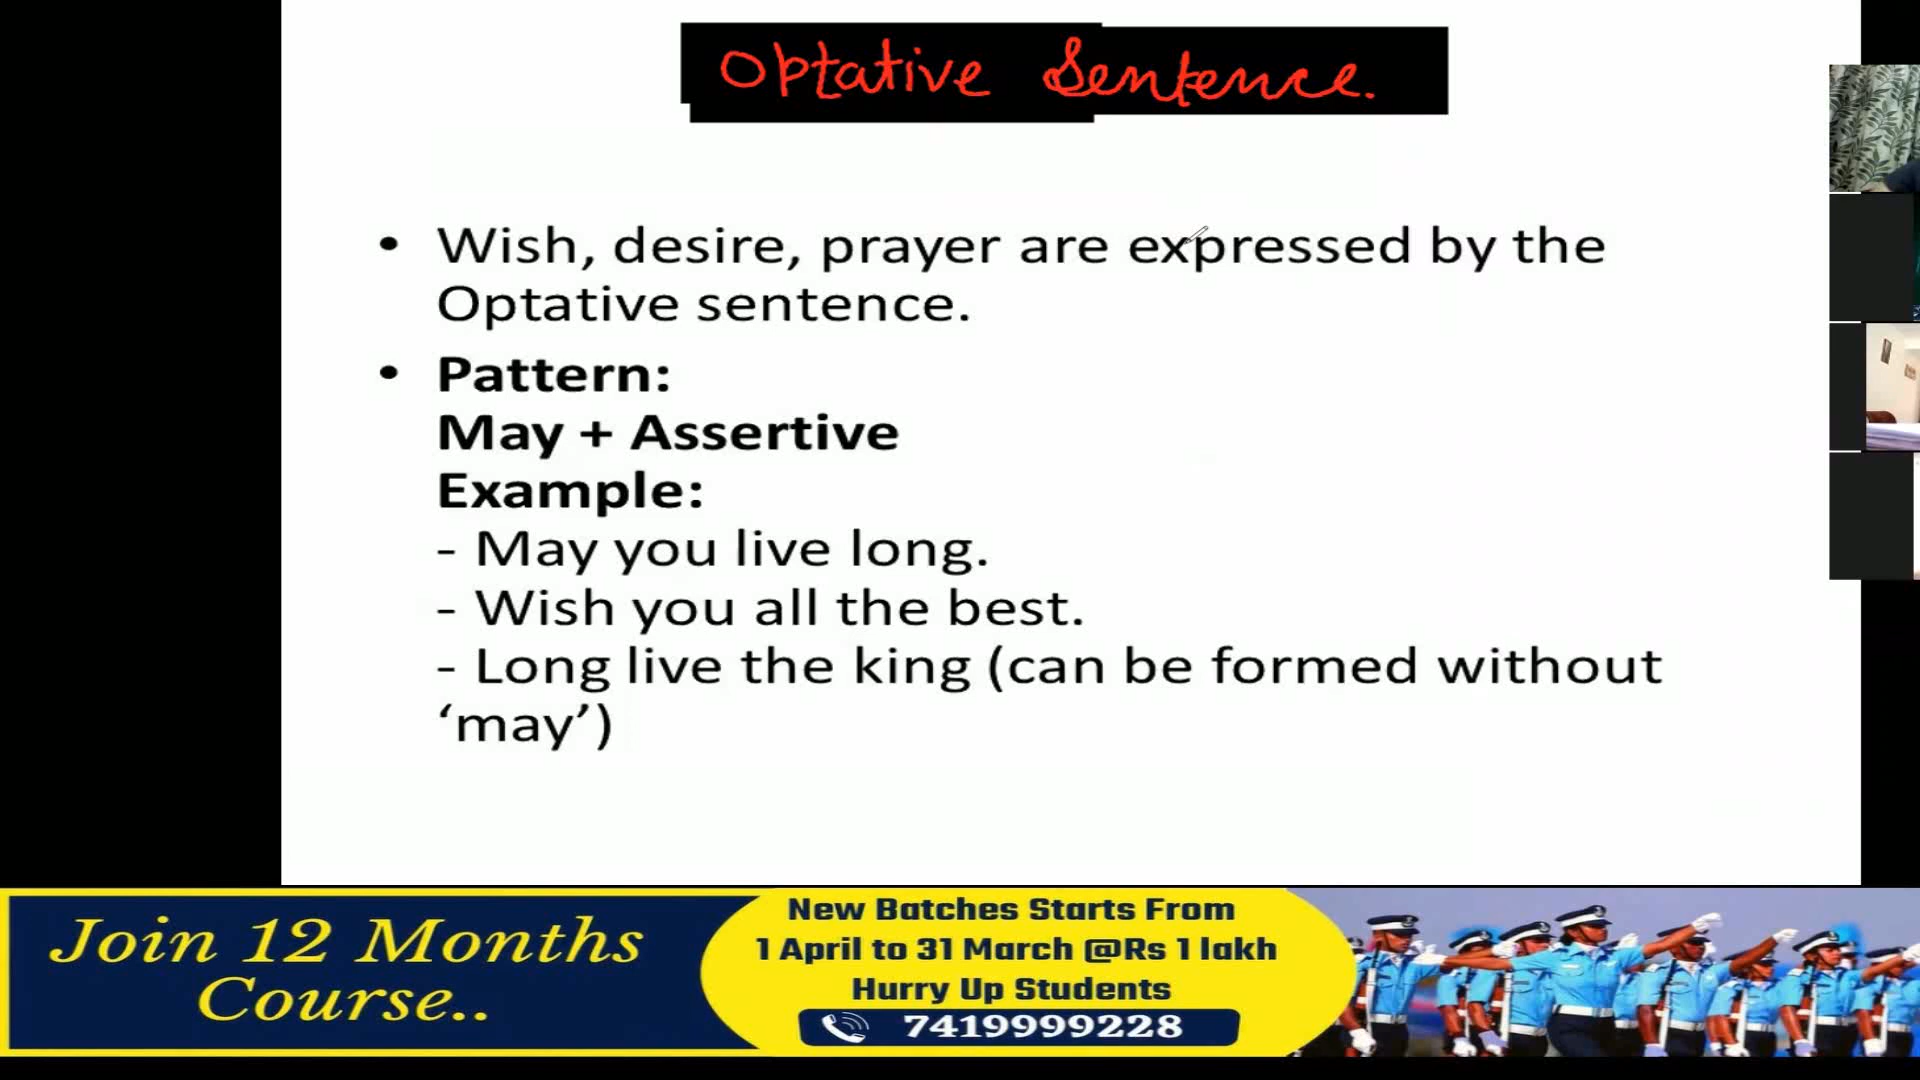 Optative Sentence.
• Wish, desire, prayer are expressed by the
Optative sentence.
• Pattern:
May + Assertive
Example:
- May you live long.
- Wish you all the best.
- Long live the king (can be formed without
‘may’)
Join 12 Months
Course..
New Batches Starts From
1 April to 31 March @Rs 1 lakh
Hurry Up Students
7419999228